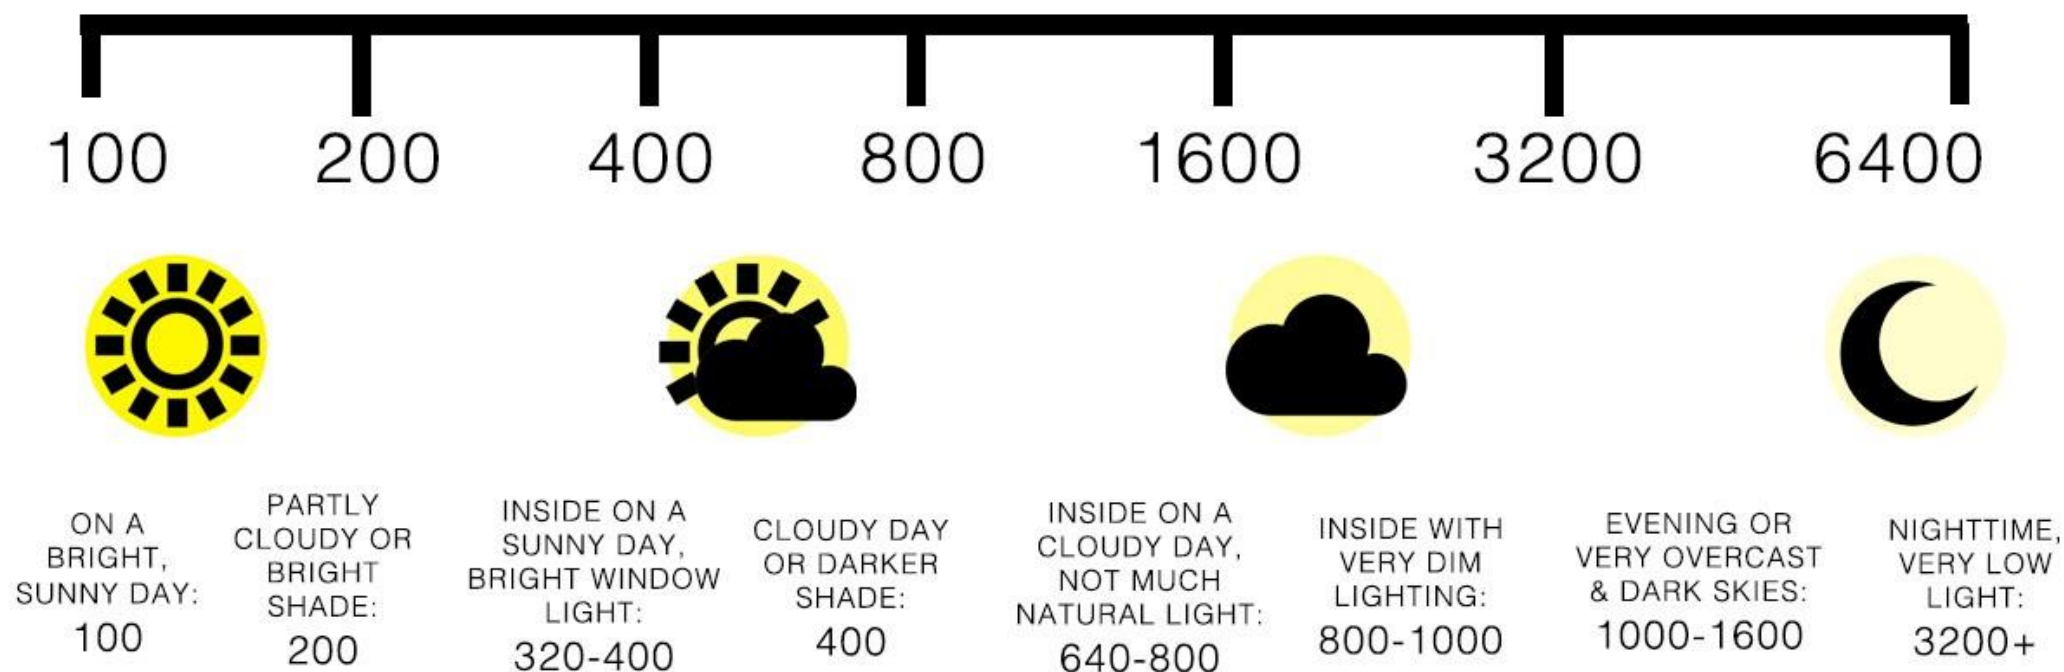 100 200 400 800 1600 3200 6400
ON A
BRIGHT,
SUNNY DAY:
100
PARTLY
CLOUDY OR
BRIGHT
SHADE:
200
INSIDE ON A
SUNNY DAY,
BRIGHT WINDOW
LIGHT:
320-400
CLOUDY DAY
OR DARKER
SHADE:
400
INSIDE ON A
CLOUDY DAY,
NOT MUCH
NATURAL LIGHT:
640-800
INSIDE WITH
VERY DIM
LIGHTING:
800-1000
EVENING OR
VERY OVERCAST
& DARK SKIES:
1000-1600
NIGHTTIME,
VERY LOW
LIGHT:
3200+